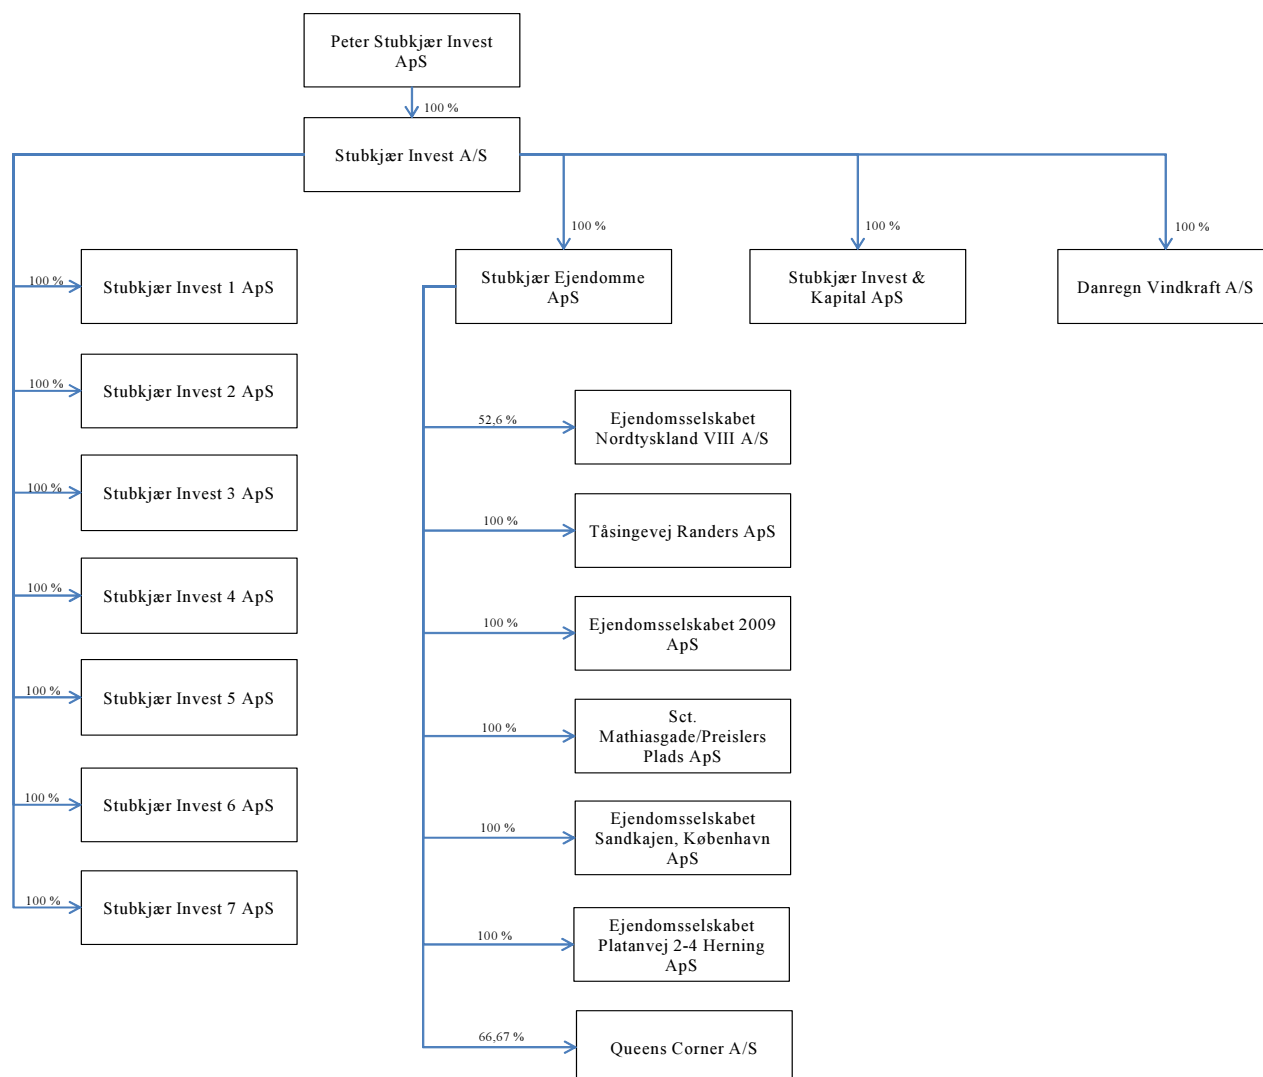 Peter Stubkjær Invest
ApS
100 %
Stubkjær Invest A/S
100 %
100 %
100 %
Stubkjær Ejendomme
ApS
Stubkjær Invest &
Kapital ApS
Danregn Vindkraft A/S
100 %
Stubkjær Invest 1 ApS
100 %
Stubkjær Invest 2 ApS
100 %
Stubkjær Invest 3 ApS
100 %
Stubkjær Invest 4 ApS
100 %
Stubkjær Invest 5 ApS
100 %
Stubkjær Invest 6 ApS
100 %
Stubkjær Invest 7 ApS
52,6 %
Ejendomsselskabet
Nordtyskland VIII A/S
100 %
Tåsingevej Randers ApS
100 %
Ejendomsselskabet 2009
ApS
100 %
Sct.
Mathiasgade/Preislers
Plads ApS
100 %
Ejendomsselskabet
Sandkajen, København
ApS
100 %
Ejendomsselskabet
Platanvej 2-4 Herning
ApS
66,67 %
Queens Corner A/S